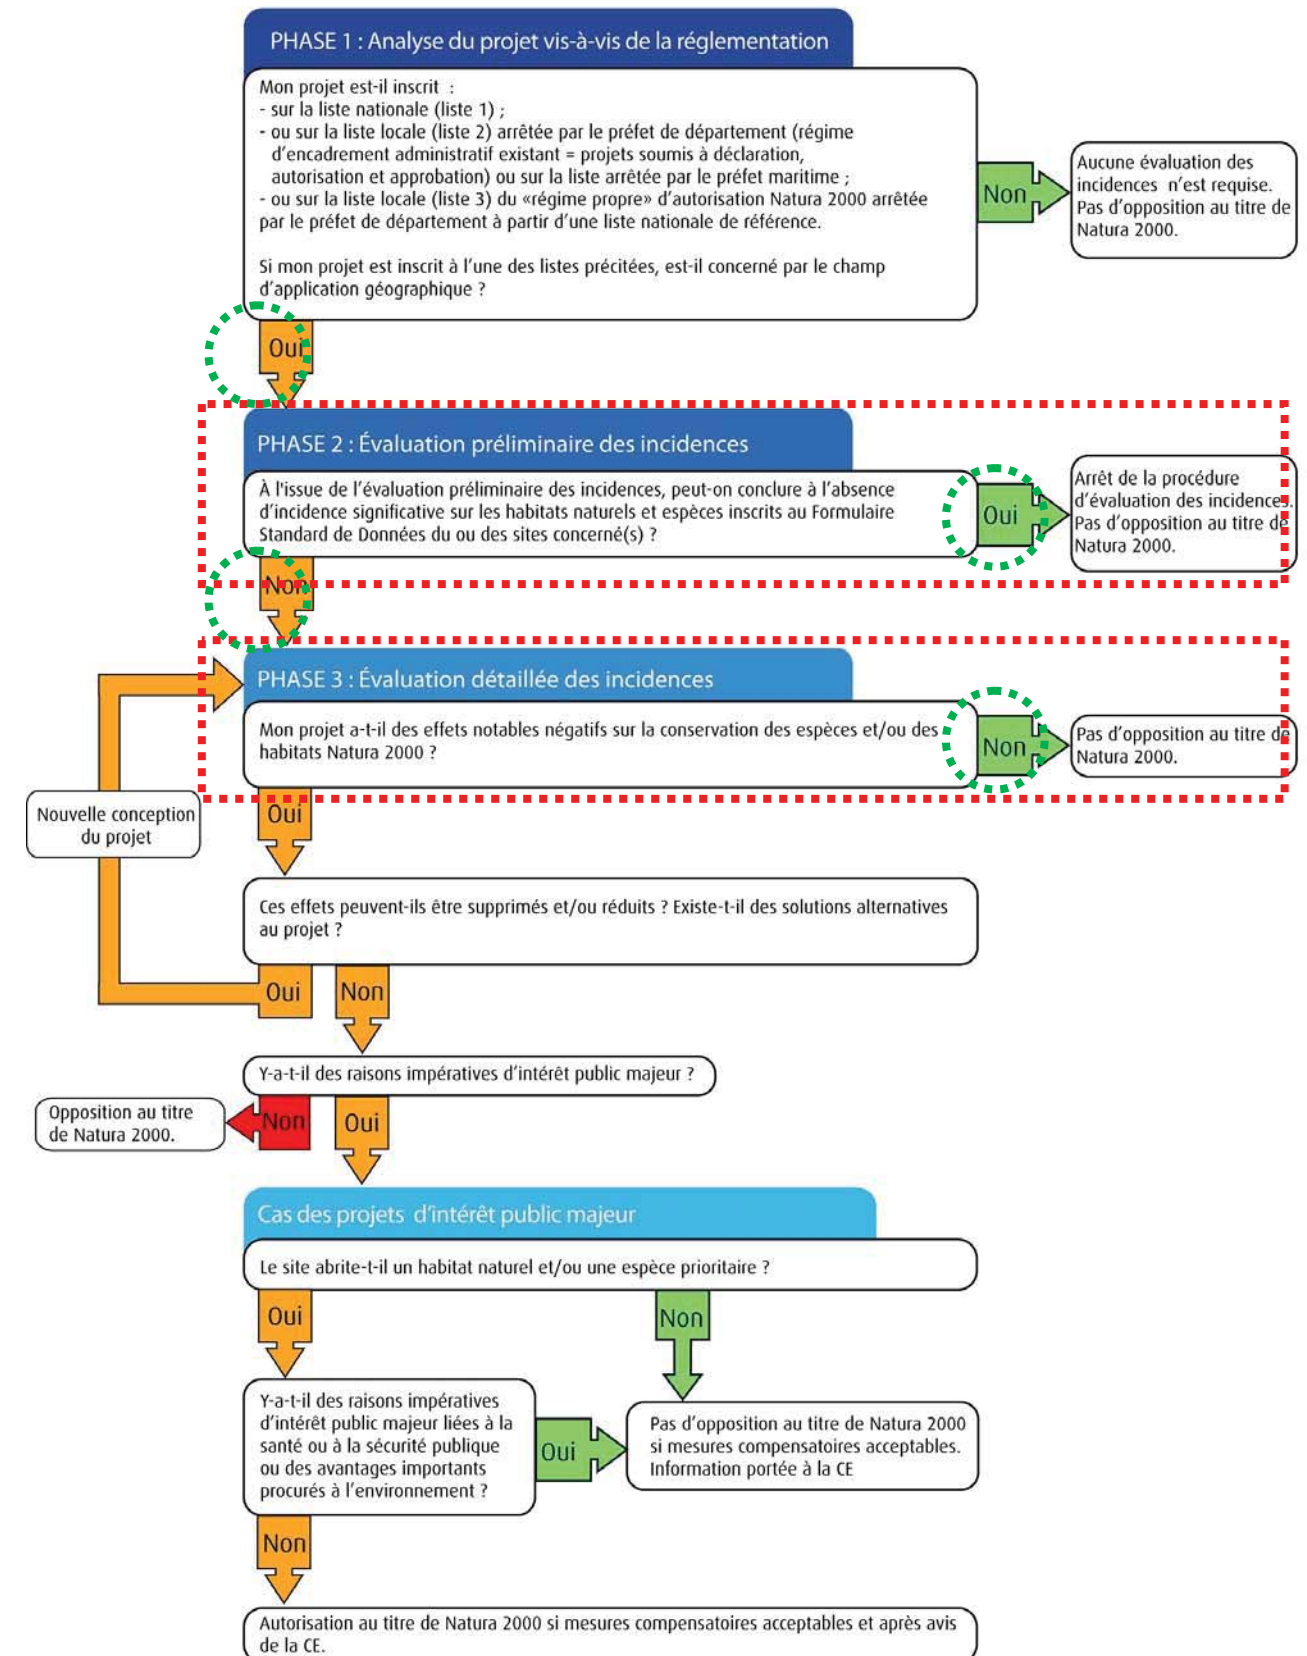 PHASE 1 : Analyse du projet vis-à-vis de la réglementation
Mon projet est-il inscrit :
- sur la liste nationale (liste 1) ;
- ou sur la liste locale (liste 2) arrêtée par le préfet de département (régime
d'encadrement administratif existant = projets soumis à déclaration,
autorisation et approbation) ou sur la liste arrêtée par le préfet maritime ;
- ou sur la liste locale (liste 3) du «régime propre» d'autorisation Natura 2000 arrêtée
par le préfet de département à partir d'une liste nationale de référence.
Si mon projet est inscrit à l'une des listes précitées, est-il concerné par le champ
d'application géographique ?
Non
Aucune évaluation des
incidences n'est requise.
Pas d'opposition au titre de
Natura 2000.
Oui
PHASE 2 : Évaluation préliminaire des incidences
À l'issue de l'évaluation préliminaire des incidences, peut-on conclure à l'absence
d'incidence significative sur les habitats naturels et espèces inscrits au Formulaire
Standard de Données du ou des sites concerné(s) ?
Oui
Arrêt de la procédure
d'évaluation des incidences.
Pas d'opposition au titre de
Natura 2000.
Non
PHASE 3 : Évaluation détaillée des incidences
Mon projet a-t-il des effets notables négatifs sur la conservation des espèces et/ou des
habitats Natura 2000 ?
Non
Pas d'opposition au titre de
Natura 2000.
Nouvelle conception
du projet
Oui
Ces effets peuvent-ils être supprimés et/ou réduits ? Existe-t-il des solutions alternatives
au projet ?
Oui
Non
Y-a-t-il des raisons impératives d'intérêt public majeur ?
Opposition au titre
de Natura 2000.
Non
Oui
Cas des projets d'intérêt public majeur
Le site abrite-t-il un habitat naturel et/ou une espèce prioritaire ?
Oui
Non
Y-a-t-il des raisons impératives
d'intérêt public majeur liées à la
santé ou à la sécurité publique
ou des avantages importants
procurés à l'environnement ?
Oui
Pas d'opposition au titre de Natura 2000
si mesures compensatoires acceptables.
Information portée à la CE
Non
Autorisation au titre de Natura 2000 si mesures compensatoires acceptables et après avis
de la CE.